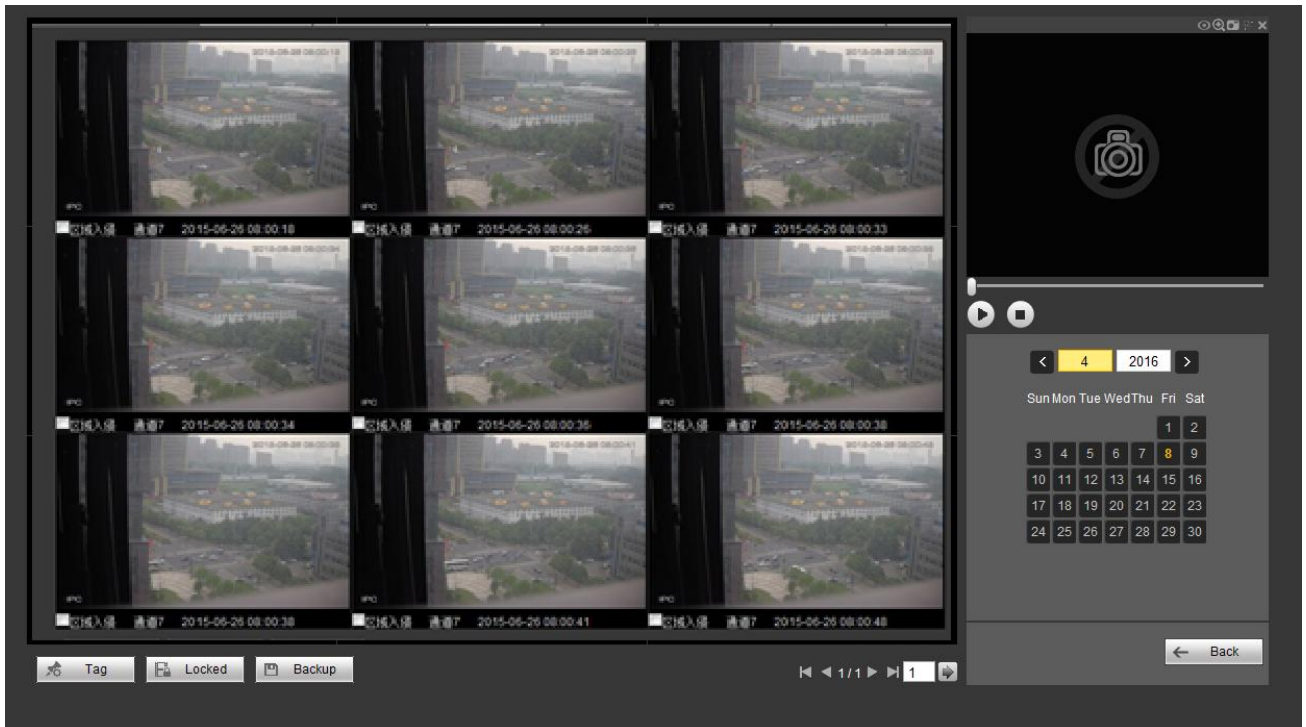 区域入侵 通道7 2015-06-26 08:00:18
区域入侵 通道7 2015-06-26 08:00:26
区域入侵 通道7 2015-06-26 08:00:33
IPC
IPC
IPC
区域入侵 通道7 2015-06-26 08:00:34
区域入侵 通道7 2015-06-26 08:00:36
区域入侵 通道7 2015-06-26 08:00:38
IPC
IPC
IPC
区域入侵 通道7 2015-06-26 08:00:38
区域入侵 通道7 2015-06-26 08:00:41
区域入侵 通道7 2015-06-26 08:00:48
Tag Locked Backup
1/1 1
4 2016
Sun Mon Tue Wed Thu Fri Sat
1 2
3 4 5 6 7 8 9
10 11 12 13 14 15 16
17 18 19 20 21 22 23
24 25 26 27 28 29 30
Back